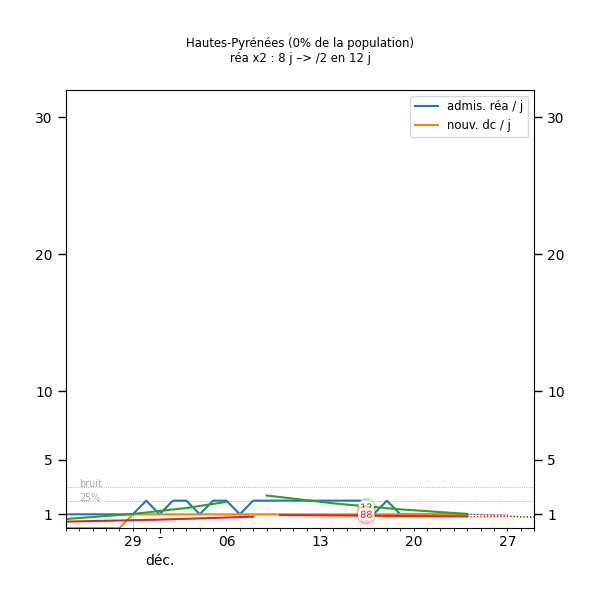 Hautes-Pyrénées (0% de la population)
réa x2 : 8 j –> /2 en 12 j
admis. réa / j
nouv. dc / j
30 30
20 20
10 10
5 5
bruit
25%
1 1
88
29 - 06 13 20 27
déc.